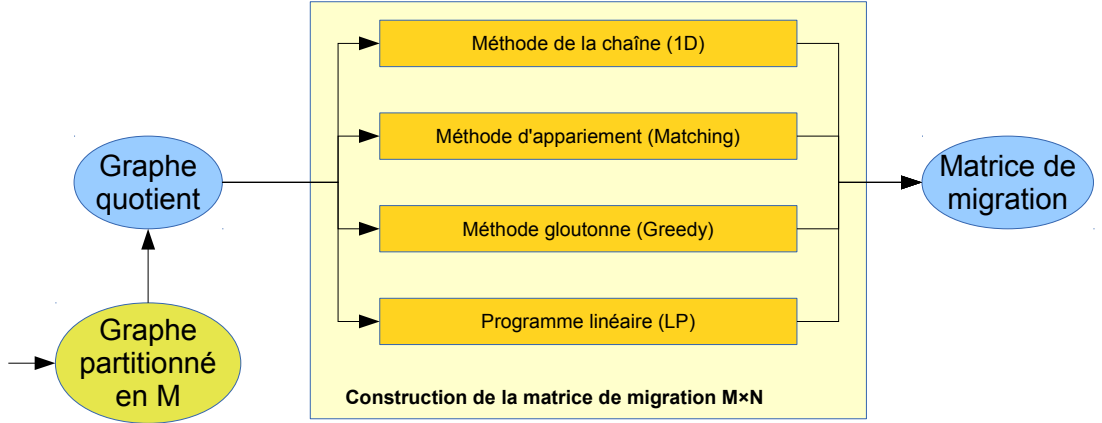 Méthode de la chaîne (1D)
Méthode d'appariement (Matching)
Graphe
quotient
Matrice de
migration
Méthode gloutonne (Greedy)
Programme linéaire (LP)
Graphe
partitionné
en M
Construction de la matrice de migration M×N